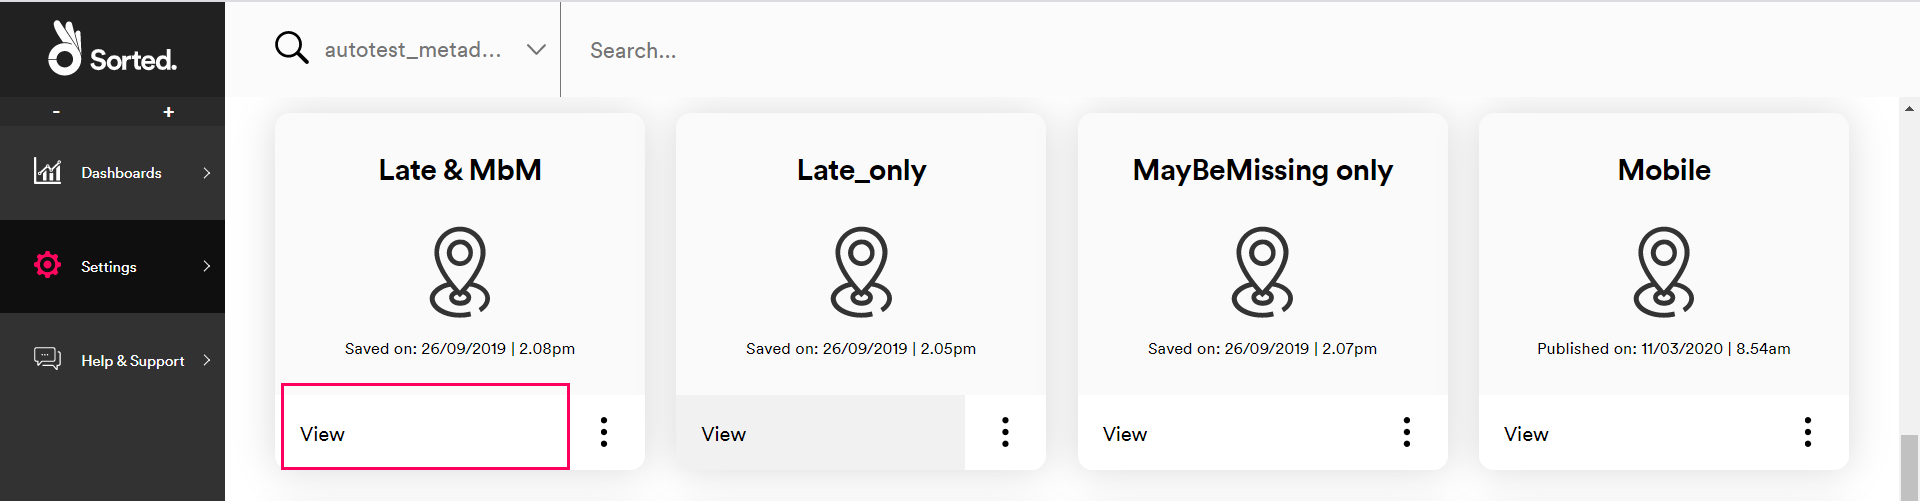 Sorted.
- +
Dashboards
Settings
Help & Support
autotest_metad...
Search...
Late & MbM
Saved on: 26/09/2019 | 2.08pm
View
Late_only
Saved on: 26/09/2019 | 2.05pm
View
MayBeMissing only
Saved on: 26/09/2019 | 2.07pm
View
Mobile
Published on: 11/03/2020 | 8.54am
View